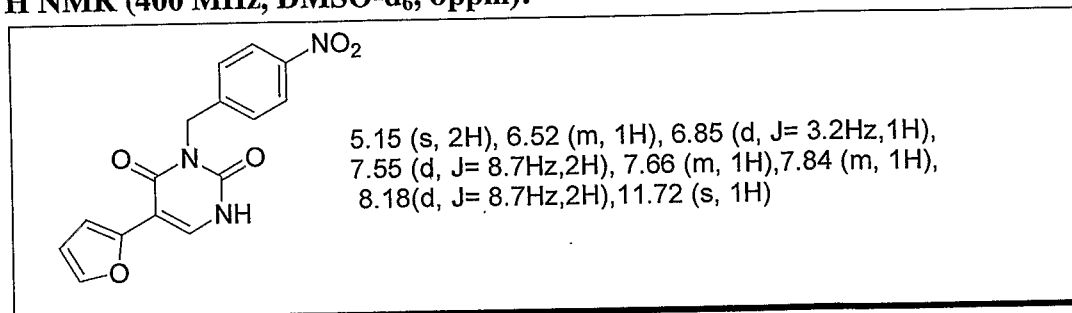 H NMR (400 MHz, DMSO-d6, δppm):
NO2
O
N
O
NH
O
5.15 (s, 2H), 6.52 (m, 1H), 6.85 (d, J= 3.2Hz,1H),
7.55 (d, J= 8.7Hz,2H), 7.66 (m, 1H),7.84 (m, 1H),
8.18(d, J= 8.7Hz,2H),11.72 (s, 1H)